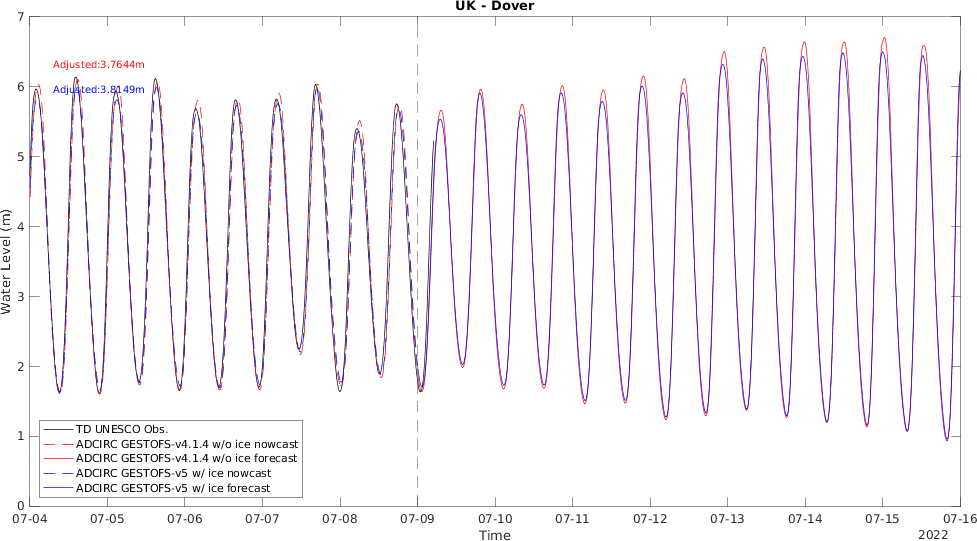 UK - Dover
7
6
5
4
3
2
1
0
Water Level (m)
Adjusted:3.7644m
Adjusted:3.8149m
TD UNESCO Obs.
ADCIRC GESTOFS-v4.1.4 w/o ice nowcast
ADCIRC GESTOFS-v4.1.4 w/o ice forecast
ADCIRC GESTOFS-v5 w/ ice nowcast
ADCIRC GESTOFS-v5 w/ ice forecast
07-04 07-05 07-06 07-07 07-08 07-09 07-10 07-11 07-12 07-13 07-14 07-15 07-16
Time
2022